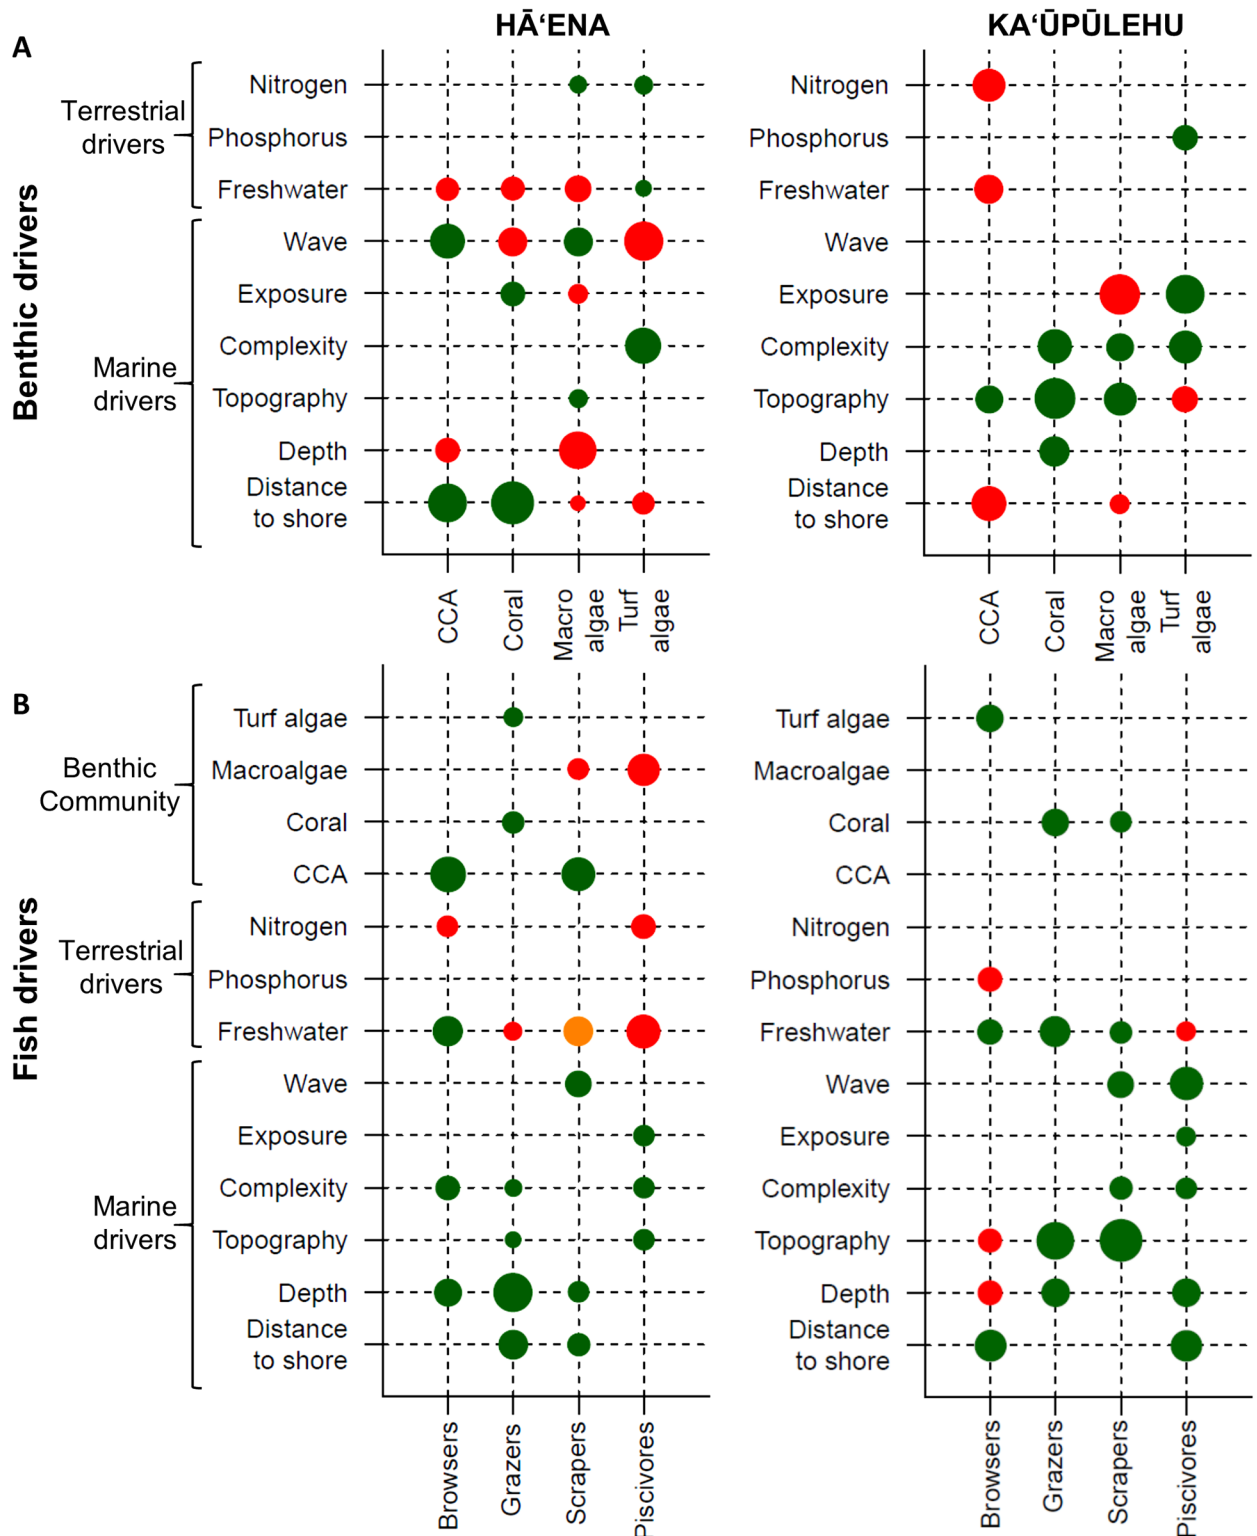 HĀʻENA
KAʻŪPŪLEHU
A
Benthic drivers
Terrestrial
drivers
Marine
drivers
Nitrogen
Phosphorus
Freshwater
Wave
Exposure
Complexity
Topography
Depth
Distance
to shore
CCA
Coral
Macro
algae
Turf
algae
Nitrogen
Phosphorus
Freshwater
Wave
Exposure
Complexity
Topography
Depth
Distance
to shore
CCA
Coral
Macro
algae
Turf
algae
B
Fish drivers
Benthic
Community
Terrestrial
drivers
Marine
drivers
Turf algae
Macroalgae
Coral
CCA
Nitrogen
Phosphorus
Freshwater
Wave
Exposure
Complexity
Topography
Depth
Distance
to shore
Browsers
Grazers
Scrapers
Piscivores
Turf algae
Macroalgae
Coral
CCA
Nitrogen
Phosphorus
Freshwater
Wave
Exposure
Complexity
Topography
Depth
Distance
to shore
Browsers
Grazers
Scrapers
Piscivores